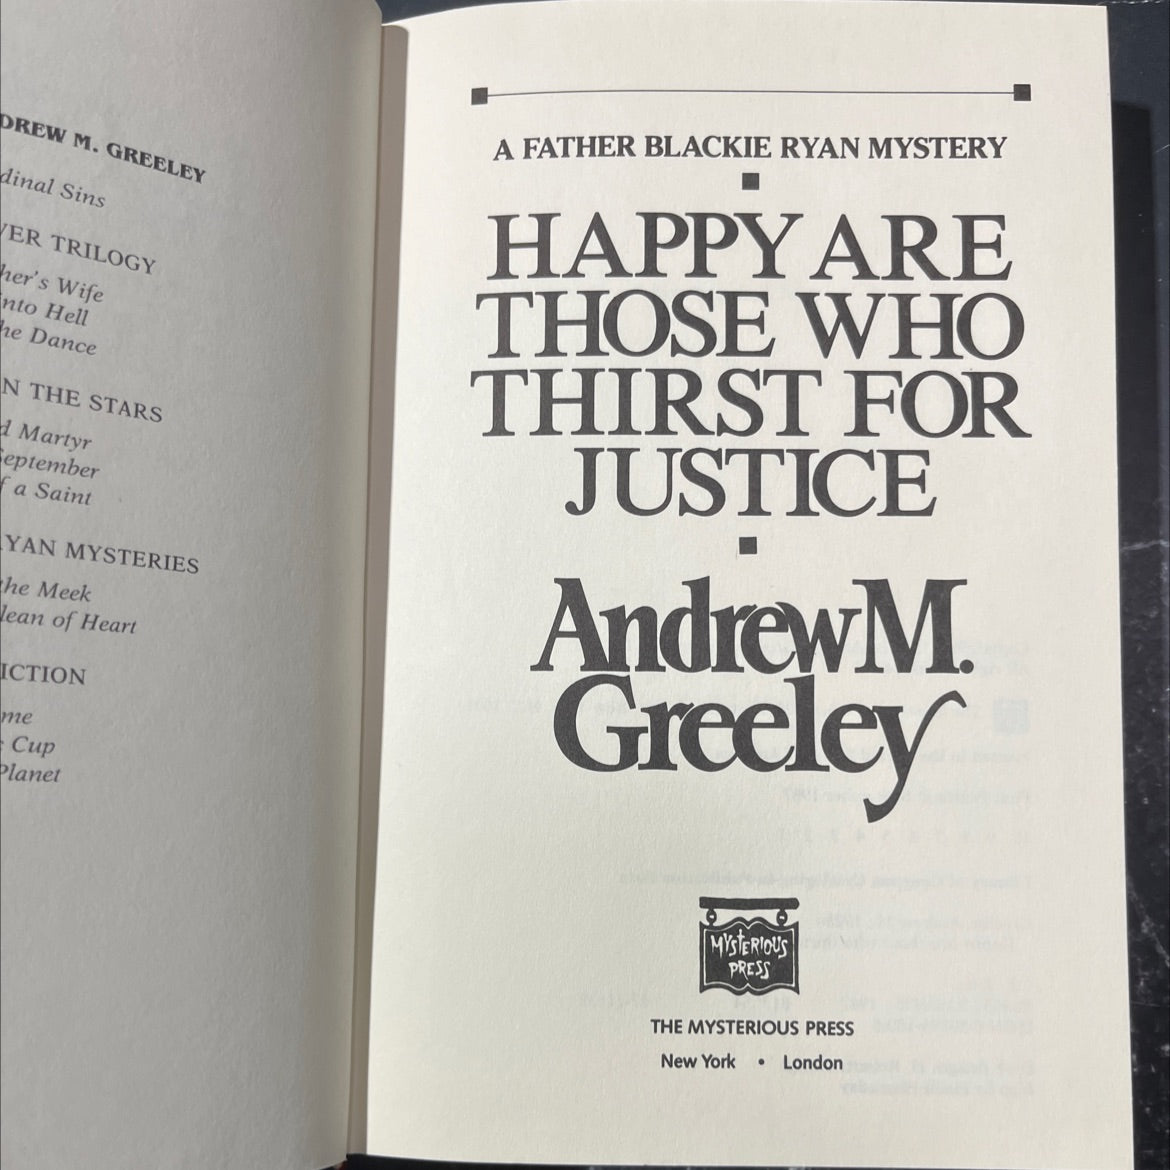 DREW M. GREELEY
dinal Sins
VER TRILOGY
her's Wife
nto Hell
he Dance
N THE STARS
d Martyr
September
f a Saint
YAN MYSTERIES
the Meek
lean of Heart
ICTION
me
Cup
Planet
A FATHER BLACKIE RYAN MYSTERY
HAPPY ARE
THOSE WHO
THIRST FOR
JUSTICE
Andrew M.
Greeley
MYSTERIOUS
PRESS
THE MYSTERIOUS PRESS
New York • London